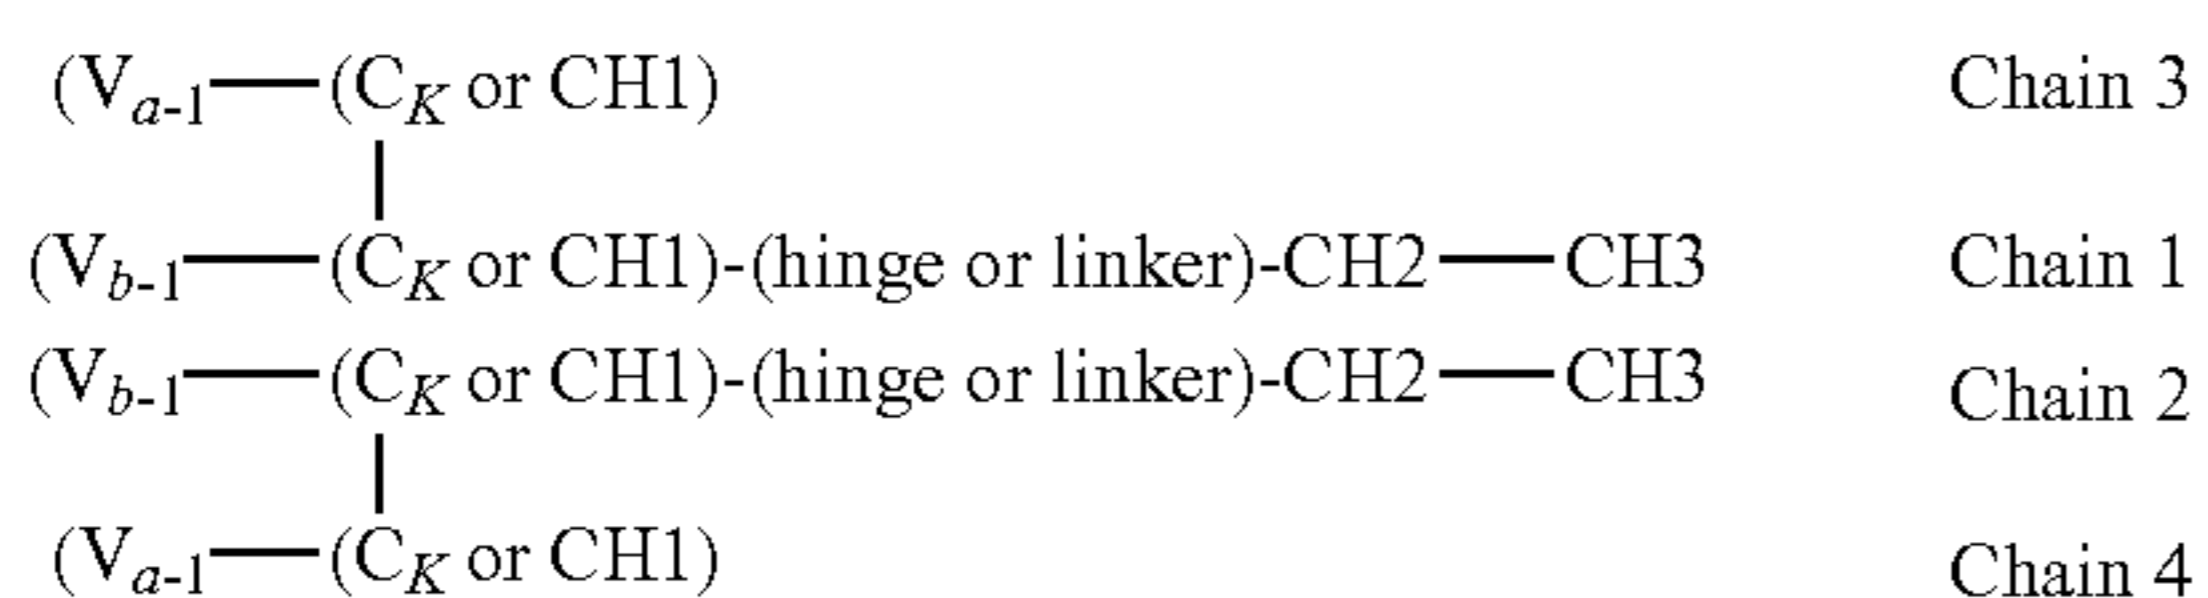 (Va-1—(CK or CH1) Chain 3
(Vb-1—(CK or CH1)-(hinge or linker)-CH2—CH3 Chain 1
(Vb-1—(CK or CH1)-(hinge or linker)-CH2—CH3 Chain 2
(Va-1—(CK or CH1) Chain 4